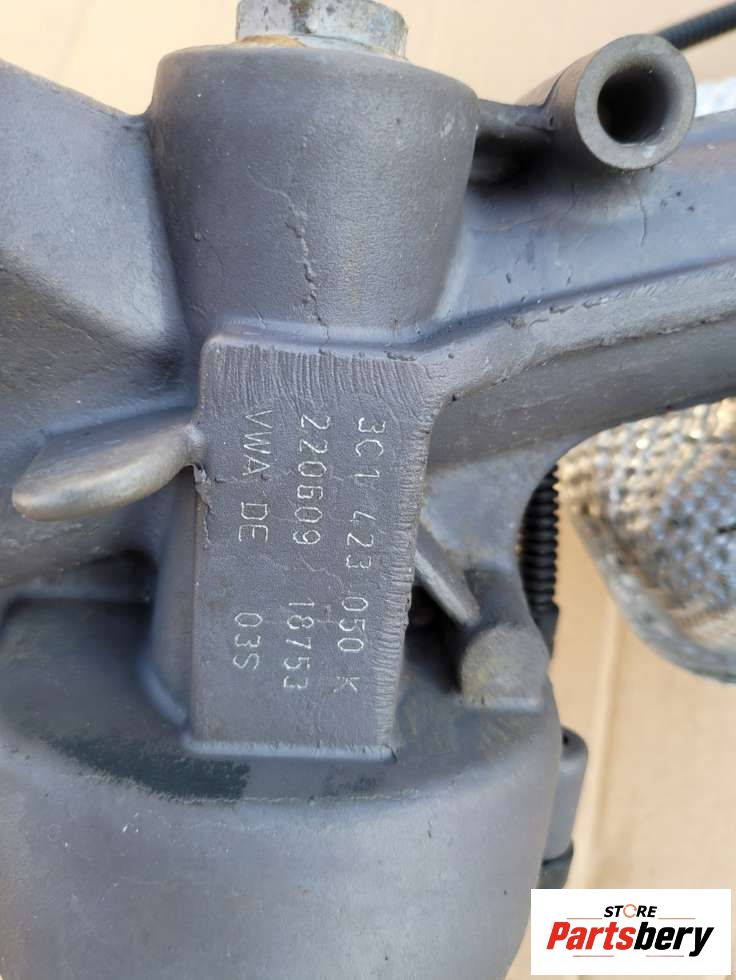 3C1 423 050 K
220609 18753
VWA DE 03S
STORE
Partsbery